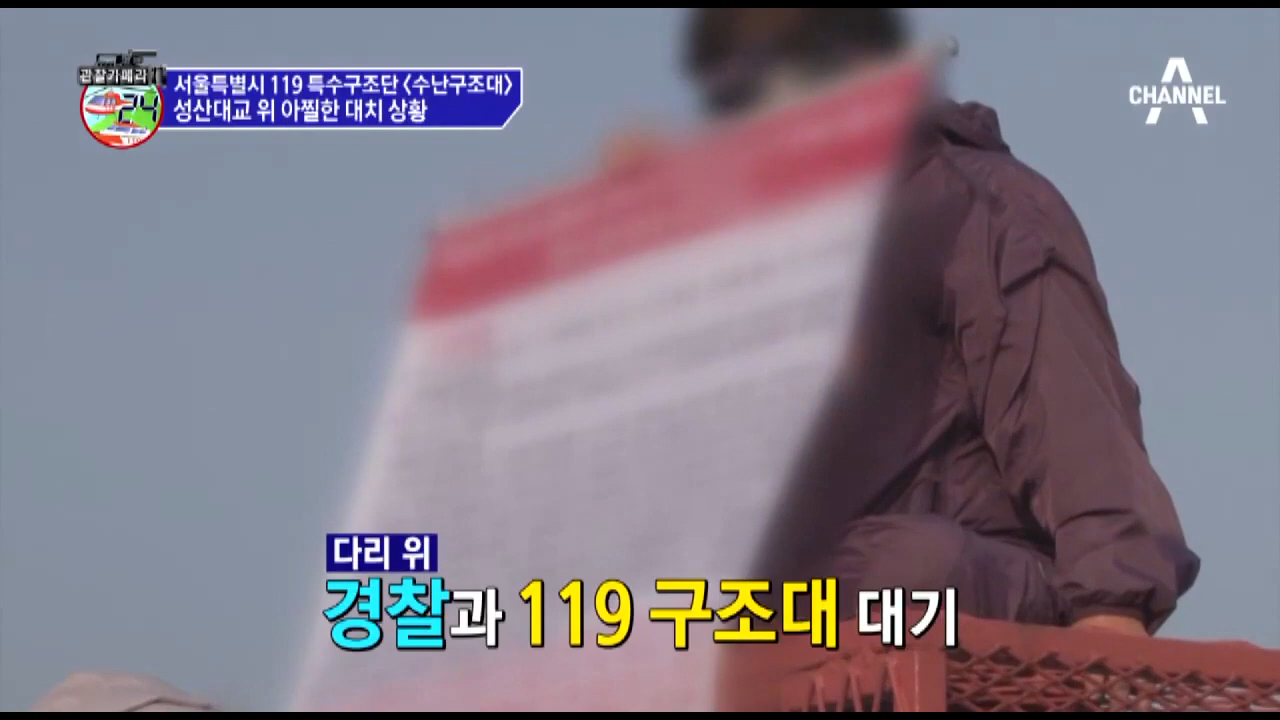 관찰카메라
24
서울특별시 119 특수구조단 <수난구조대>
성산대교 위 아찔한 대치 상황
CHANNEL A
다리 위
경찰과 119 구조대 대기